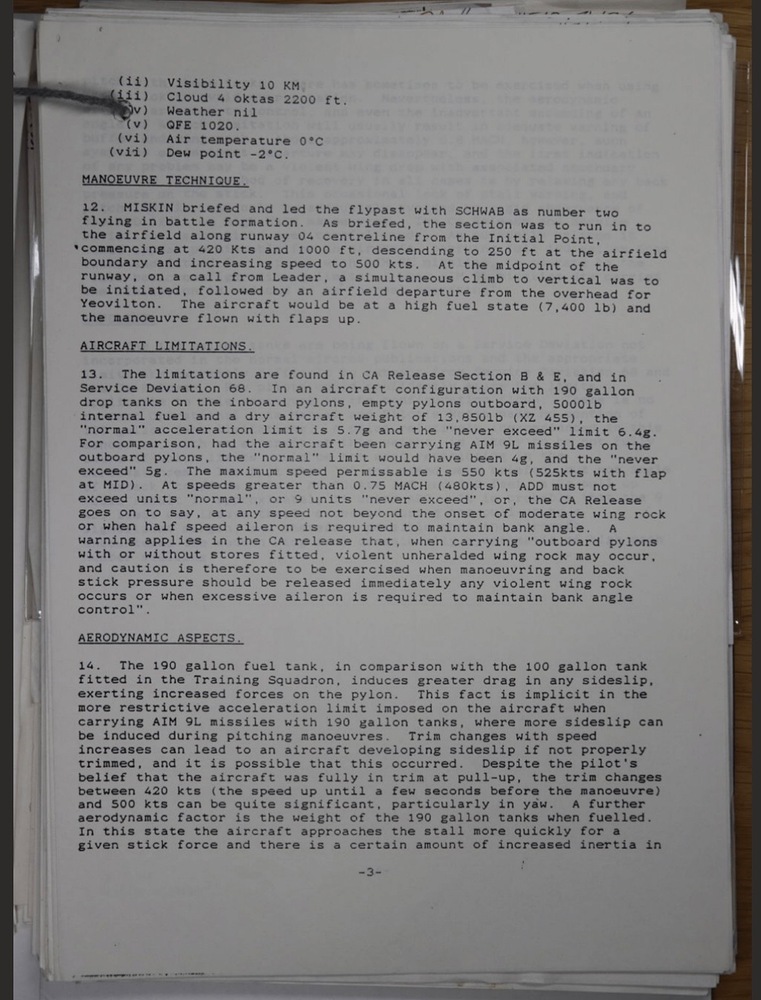 (ii) Visibility 10 KM.
(iii) Cloud 4 oktas 2200 ft.
v) Weather nil
(v) QFE 1020.
(vi) Air temperature 0°C
(vii) Dew point -2°C.
MANOEUVRE TECHNIQUE.
12. MISKIN briefed and led the flypast with SCHWAB as number two
flying in battle formation. As briefed, the section was to run in to
the airfield along runway 04 centreline from the Initial Point,
commencing at 420 Kts and 1000 ft, descending to 250 ft at the airfield
boundary and increasing speed to 500 kts. At the midpoint of the
runway, on a call from Leader, a simultaneous climb to vertical was to
be initiated, followed by an airfield departure from the overhead for
Yeovilton. The aircraft would be at a high fuel state (7,400 lb) and
the manoeuvre flown with flaps up.
AIRCRAFT LIMITATIONS.
13. The limitations are found in CA Release Section B & E, and in
Service Deviation 68. In an aircraft configuration with 190 gallon
drop tanks on the inboard pylons, empty pylons outboard, 5000lb
internal fuel and a dry aircraft weight of 13,850lb (XZ 455), the
"normal" acceleration limit is 5.7g and the "never exceed" limit 6.4g.
For comparison, had the aircraft been carrying AIM 9L missiles on the
outboard pylons, the "normal" limit would have been 4g, and the "never
exceed" 5g. The maximum speed permissable is 550 kts (525kts with flap
at MID). At speeds greater than 0.75 MACH (480kts), ADD must not
exceed units "normal", or 9 units "never exceed", or, the CA Release
goes on to say, at any speed not beyond the onset of moderate wing rock
or when half speed aileron is required to maintain bank angle. A
warning applies in the CA release that, when carrying "outboard pylons
with or without stores fitted, violent unheralded wing rock may occur,
and caution is therefore to be exercised when manoeuvring and back
stick pressure should be released immediately any violent wing rock
occurs or when excessive aileron is required to maintain bank angle
control".
AERODYNAMIC ASPECTS.
14. The 190 gallon fuel tank, in comparison with the 100 gallon tank
fitted in the Training Squadron, induces greater drag in any sideslip,
exerting increased forces on the pylon. This fact is implicit in the
more restrictive acceleration limit imposed on the aircraft when
carrying AIM 9L missiles with 190 gallon tanks, where more sideslip can
be induced during pitching manoeuvres. Trim changes with speed
increases can lead to an aircraft developing sideslip if not properly
trimmed, and it is possible that this occurred. Despite the pilot's
belief that the aircraft was fully in trim at pull-up, the trim changes
between 420 kts (the speed up until a few seconds before the manoeuvre)
and 500 kts can be quite significant, particularly in yaw. A further
aerodynamic factor is the weight of the 190 gallon tanks when fuelled.
In this state the aircraft approaches the stall more quickly for a
given stick force and there is a certain amount of increased inertia in
-3-